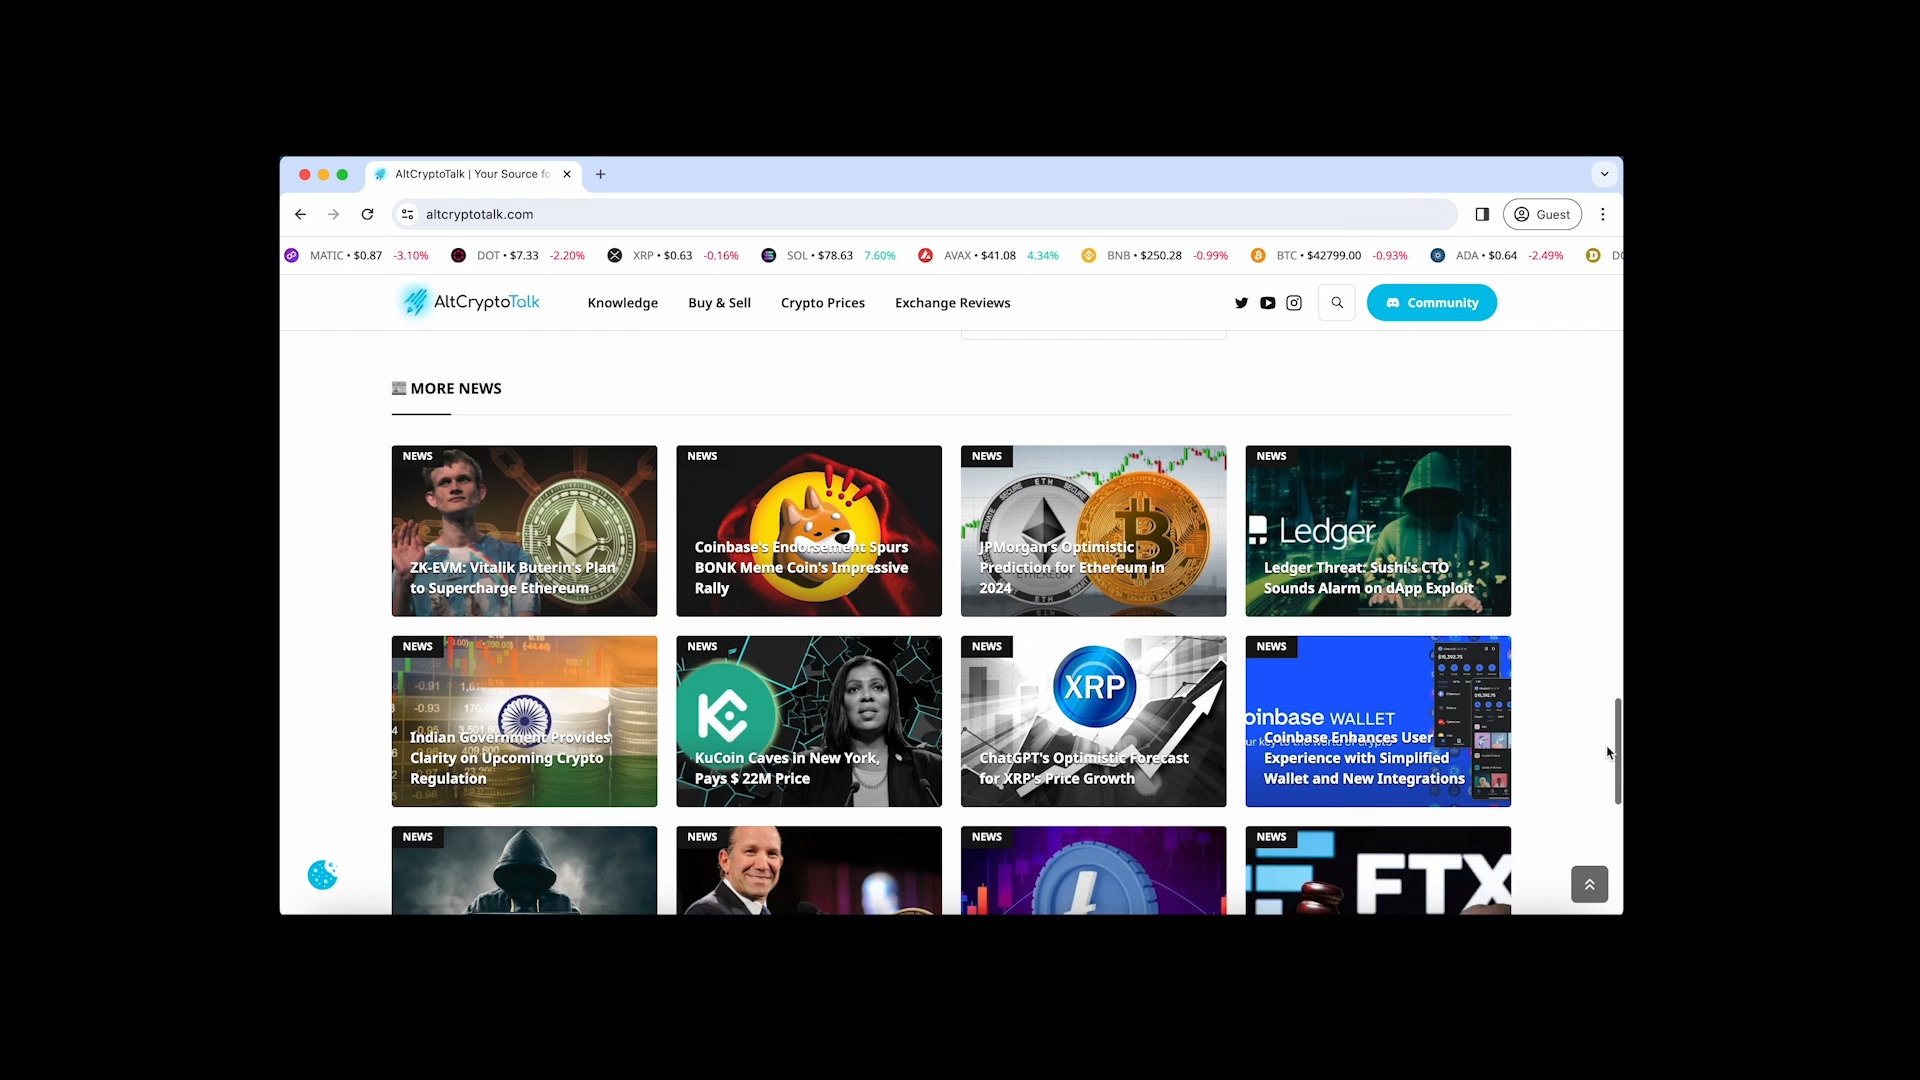 AltCryptoTalk | Your Source fo
altcryptotalk.com
Guest
MATIC • $0.87 -3.10% DOT • $7.33 -2.20% XRP • $0.63 -0.16% SOL • $78.63 7.60% AVAX • $41.08 4.34% BNB • $250.28 -0.99% BTC • $42799.00 -0.93% ADA • $0.64 -2.49%
AltCryptoTalk
Knowledge Buy & Sell Crypto Prices Exchange Reviews
Community
MORE NEWS
NEWS
ZK-EVM: Vitalik Buterin's Plan
to Supercharge Ethereum
NEWS
Coinbase's Endorsement Spurs
BONK Meme Coin's Impressive
Rally
NEWS
JPMorgan's Optimistic
Prediction for Ethereum in
2024
NEWS
Ledger
Ledger Threat: Sushi's CTO
Sounds Alarm on dApp Exploit
NEWS
Indian Government Provides
Clarity on Upcoming Crypto
Regulation
NEWS
KuCoin Caves in New York,
Pays $ 22M Price
NEWS
XRP
ChatGPT's Optimistic Forecast
for XRP's Price Growth
NEWS
oinbase WALLET
Coinbase Enhances User
Experience with Simplified
Wallet and New Integrations
NEWS
NEWS
NEWS
NEWS
FTX